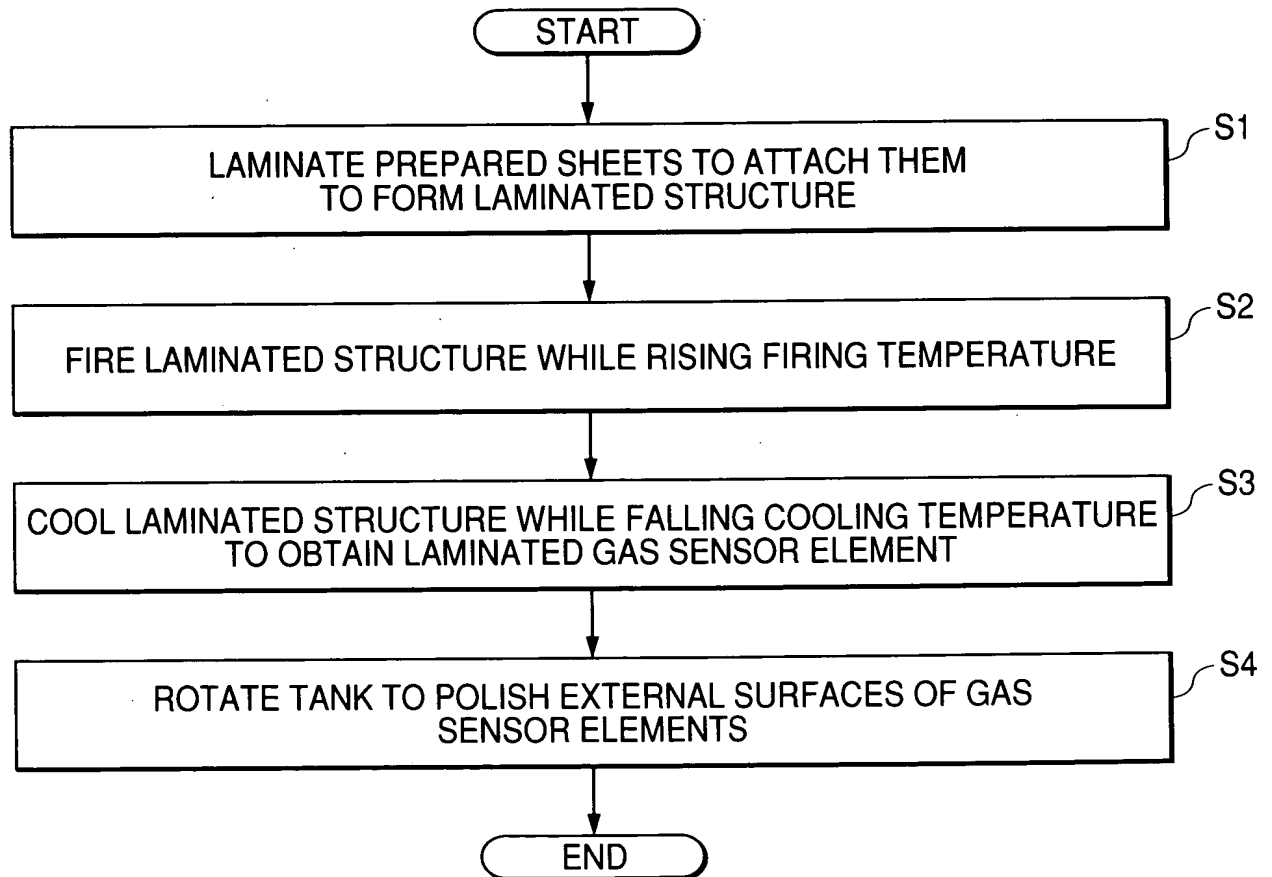 START
S1
LAMINATE PREPARED SHEETS TO ATTACH THEM
TO FORM LAMINATED STRUCTURE
S2
FIRE LAMINATED STRUCTURE WHILE RISING FIRING TEMPERATURE
S3
COOL LAMINATED STRUCTURE WHILE FALLING COOLING TEMPERATURE
TO OBTAIN LAMINATED GAS SENSOR ELEMENT
S4
ROTATE TANK TO POLISH EXTERNAL SURFACES OF GAS
SENSOR ELEMENTS
END